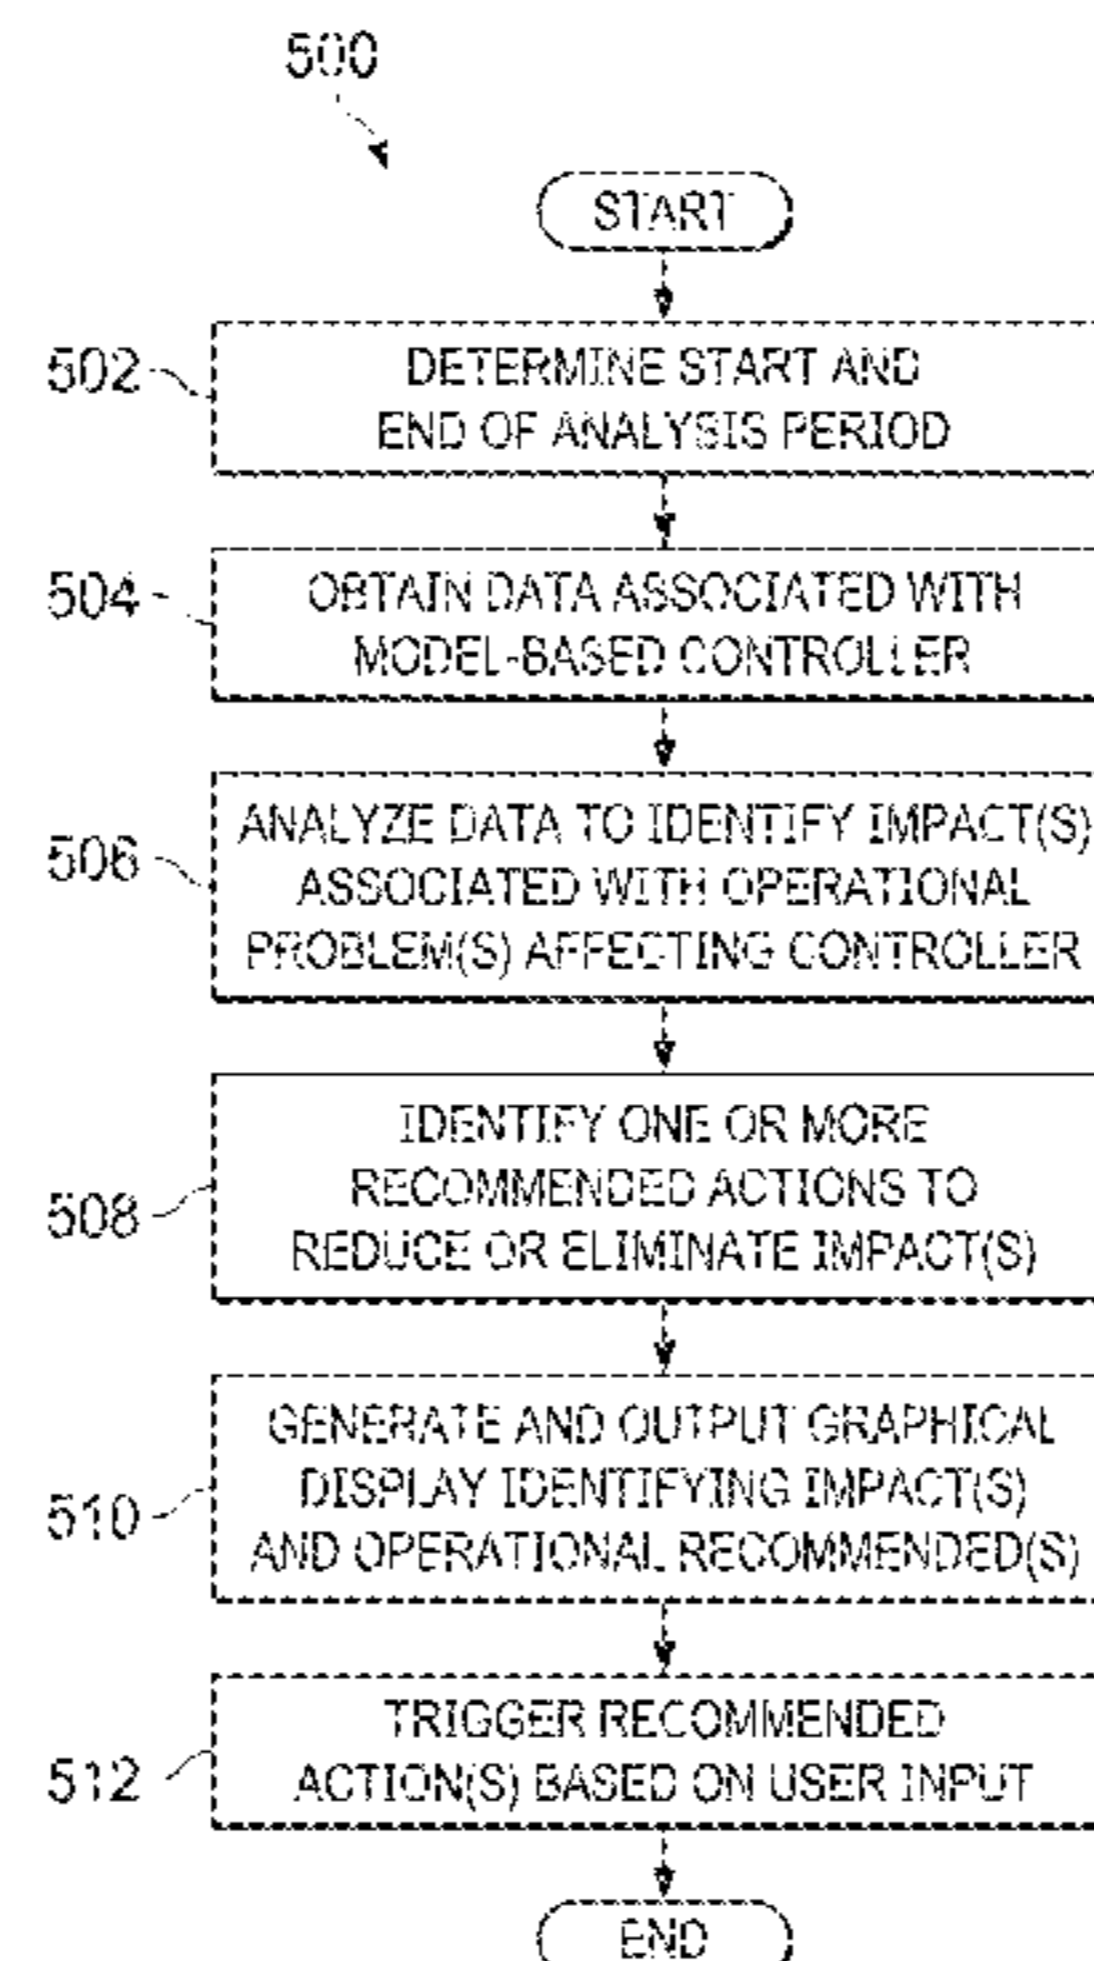 500
START
502
DETERMINE START AND
END OF ANALYSIS PERIOD
504
OBTAIN DATA ASSOCIATED WITH
MODEL-BASED CONTROLLER
506
ANALYZE DATA TO IDENTIFY IMPACT(S)
ASSOCIATED WITH OPERATIONAL
PROBLEM(S) AFFECTING CONTROLLER
508
IDENTIFY ONE OR MORE
RECOMMENDED ACTIONS TO
REDUCE OR ELIMINATE IMPACT(S)
510
GENERATE AND OUTPUT GRAPHICAL
DISPLAY IDENTIFYING IMPACT(S)
AND OPERATIONAL RECOMMENDED(S)
512
TRIGGER RECOMMENDED
ACTION(S) BASED ON USER INPUT
END